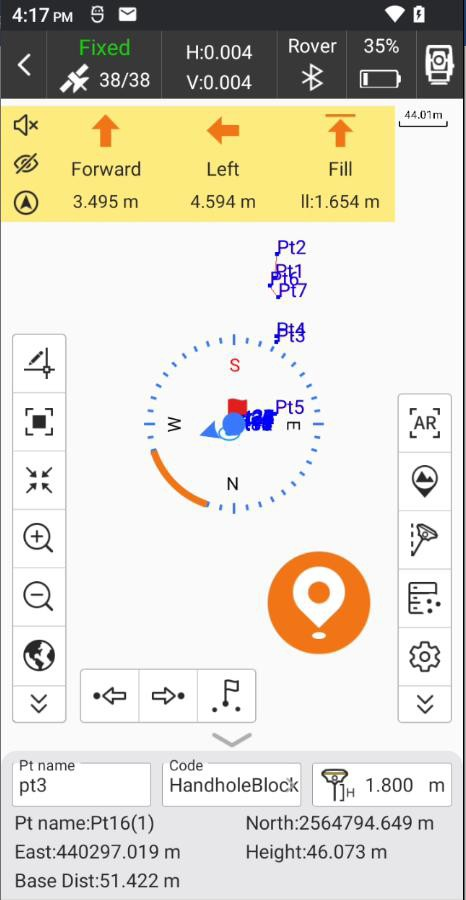 4:17 PM
Fixed
38/38
H:0.004
V:0.004
Rover
35%
44.01m
Forward
Left
Fill
3.495 m
4.594 m
ll:1.654 m
Pt2
Pt1
Pt6
Pt7
Pt4
Pt3
S
Pt5
W
E
N
AR
Pt name
pt3
Code
HandholeBlock
H
1.800 m
Pt name:Pt16(1)
North:2564794.649 m
East:440297.019 m
Height:46.073 m
Base Dist:51.422 m